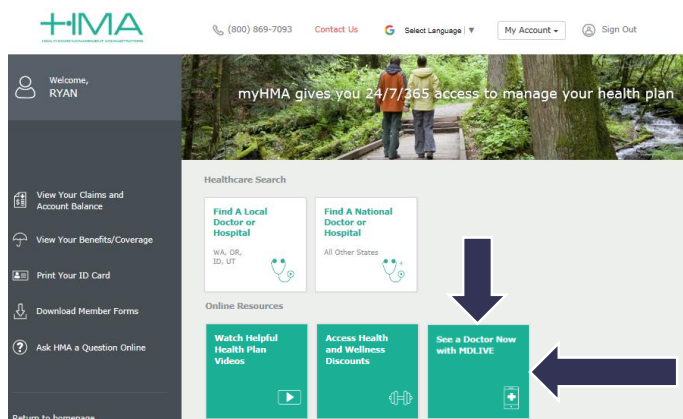 HMA
(800) 869-7093
Contact Us
G Select Language ▼
My Account
Sign Out
Welcome,
RYAN
myHMA gives you 24/7/365 access to manage your health plan
View Your Claims and
Account Balance
View Your Benefits/Coverage
Print Your ID Card
Download Member Forms
Ask HMA a Question Online
Return to homepage
Healthcare Search
Find A Local
Doctor or
Hospital
WA, OR,
ID, UT
Find A National
Doctor or
Hospital
All Other States
Online Resources
Watch Helpful
Health Plan
Videos
Access Health
and Wellness
Discounts
See a Doctor Now
with MDLIVE